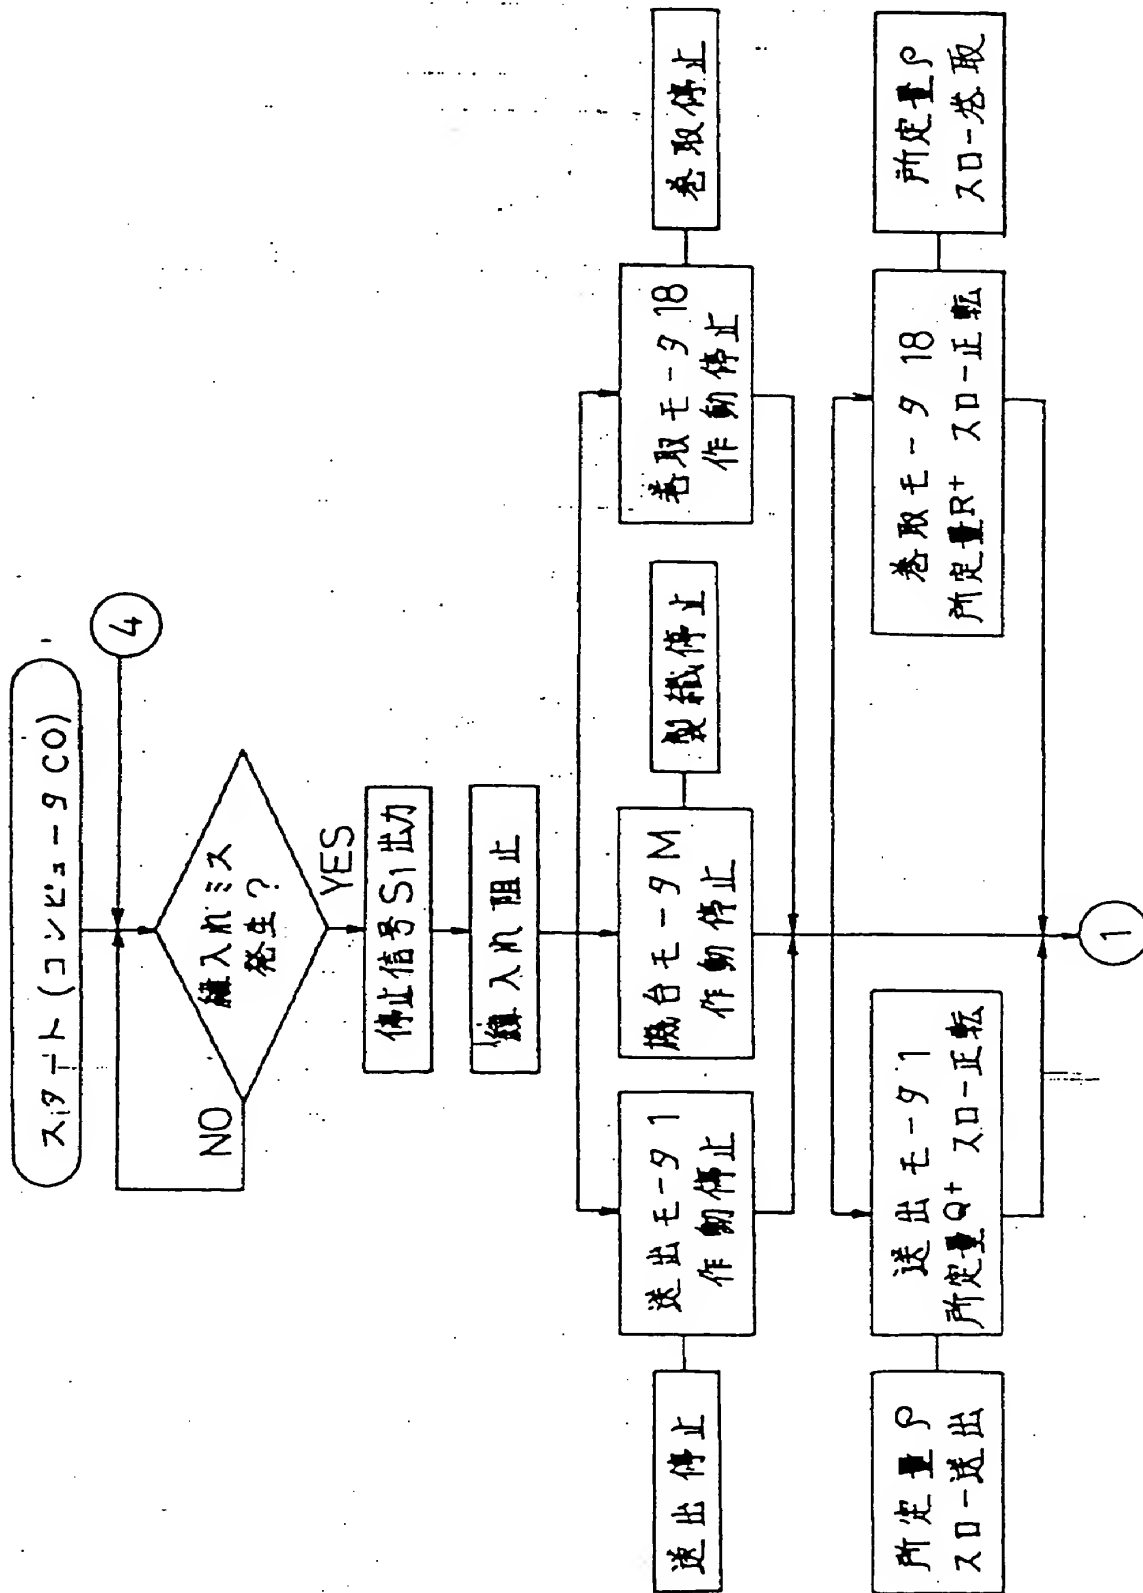 スタート(コンピュータCO)
4
緯入れミス
発生?
NO
YES
停止信号S1出力
緯入れ阻止
送出停止
送出モータ1
作動停止
機台モータM
作動停止
製織停止
巻取モータ18
作動停止
巻取停止
所定量ρ
スロー送出
送出モータ1
所定量Q+ スロー正転
巻取モータ18
所定量R+ スロー正転
所定量ρ
スロー巻取
1